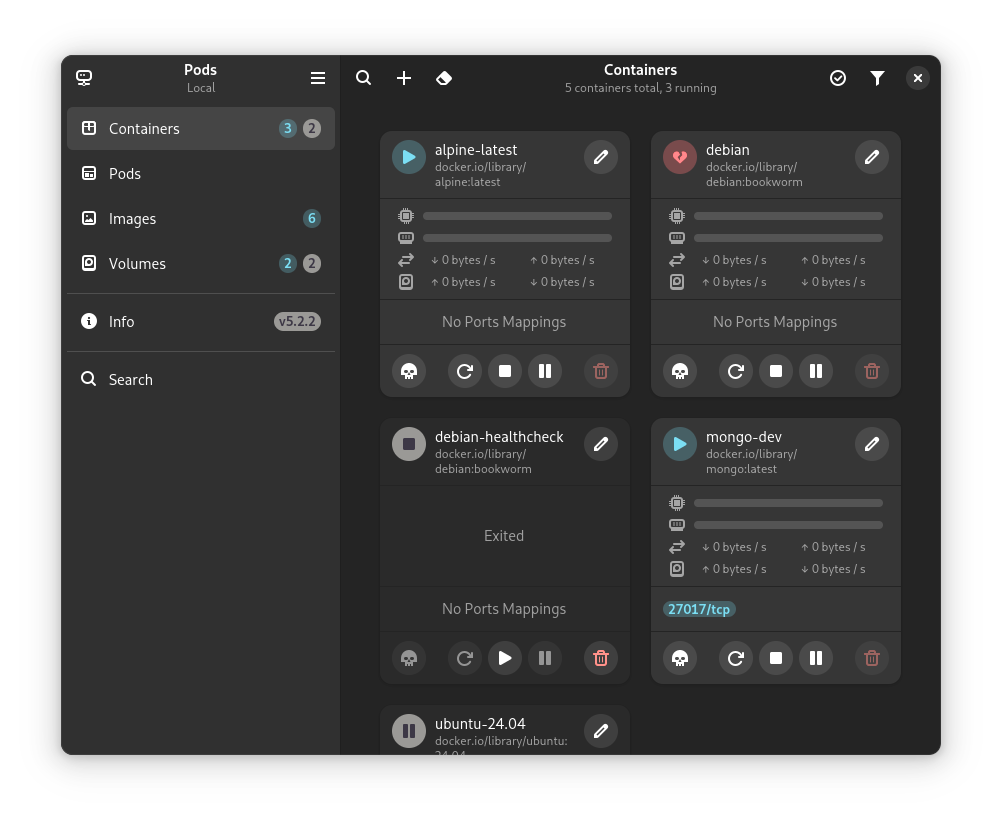 Pods
Local
Containers 3 2
Pods
Images 6
Volumes 2 2
Info v5.2.2
Search
Containers
5 containers total, 3 running
alpine-latest
docker.io/library/
alpine:latest
↓ 0 bytes / s ↑ 0 bytes / s
↑ 0 bytes / s ↓ 0 bytes / s
No Ports Mappings
debian
docker.io/library/
debian:bookworm
↓ 0 bytes / s ↑ 0 bytes / s
↑ 0 bytes / s ↓ 0 bytes / s
No Ports Mappings
debian-healthcheck
docker.io/library/
debian:bookworm
Exited
No Ports Mappings
mongo-dev
docker.io/library/
mongo:latest
↓ 0 bytes / s ↑ 0 bytes / s
↑ 0 bytes / s ↓ 0 bytes / s
27017/tcp
ubuntu-24.04
docker.io/library/ubuntu:
24.04